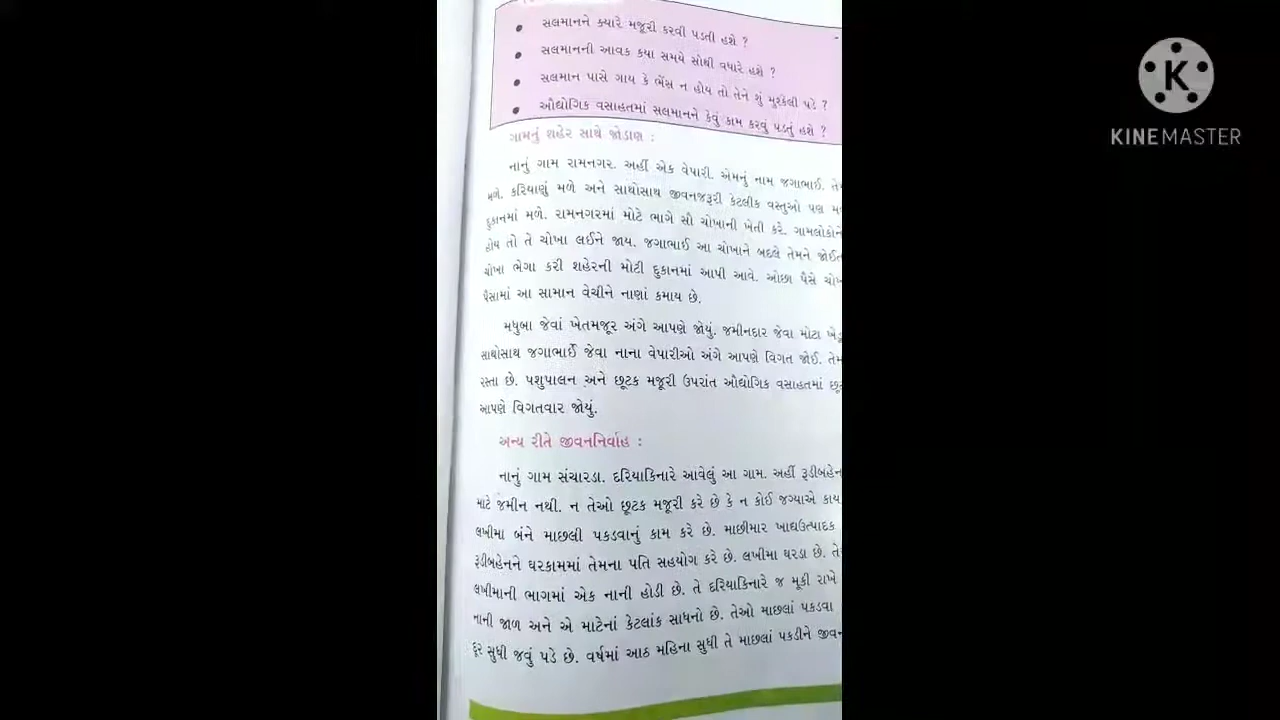 સલમાનને ક્યારે મજૂરી કરવી પડતી હશે ?
સલમાનની આવક કયા સમયે સૌથી વધારે હશે ?
સલમાન પાસે ગાય કે ભેંસ ન હોય તો તેને શું મુશ્કેલી પડે ?
ઔદ્યોગિક વસાહતમાં સલમાનને કેવું કામ કરવું પડતું હશે ?
ગામનું શહેર સાથે જોડાણ :
નાનું ગામ રામનગર. અહીં એક વેપારી. એમનું નામ જગાભાઈ.
મળે. કરિયાણું મળે અને સાથોસાથ જીવનજરૂરી કેટલીક વસ્તુઓ પણ
દુકાનમાં મળે. રામનગરમાં મોટે ભાગે સૌ ચોખાની ખેતી કરે. ગામલોકોને
હોય તો તે ચોખા લઈને જાય. જગાભાઈ આ ચોખાને બદલે તેમને
ચોખા ભેગા કરી શહેરની મોટી દુકાનમાં આપી આવે. ઓછા પૈસે
પૈસામાં આ સામાન વેચીને નાણાં કમાય છે.
મધુબા જેવાં ખેતમજૂર અંગે આપણે જોયું. જમીનદાર જેવા મોટા
સાથોસાથ જગાભાઈ જેવા નાના વેપારીઓ અંગે આપણે વિગત જોઈ.
રસ્તા છે. પશુપાલન અને છૂટક મજૂરી ઉપરાંત ઔદ્યોગિક વસાહતમાં
આપણે વિગતવાર જોયું.
અન્ય રીતે જીવનનિર્વાહ :
નાનું ગામ સંચારડા. દરિયાકિનારે આવેલું આ ગામ. અહીં રૂડીબહેન
માટે જમીન નથી. ન તેઓ છૂટક મજૂરી કરે છે કે ન કોઈ જગ્યાએ
લખીમા બંને માછલી પકડવાનું કામ કરે છે. માછીમાર ખાદ્યઉત્પાદક
રૂડીબહેનને ઘરકામમાં તેમના પતિ સહયોગ કરે છે. લખીમા ઘરડા છે.
લખીમાની ભાગમાં એક નાની હોડી છે. તે દરિયાકિનારે જ મૂકી રાખે
નાની જાળ અને એ માટેનાં કેટલાંક સાધનો છે. તેઓ માછલાં પકડવા
દૂર સુધી જવું પડે છે. વર્ષમાં આઠ મહિના સુધી તે માછલાં પકડીને
KINEMASTER